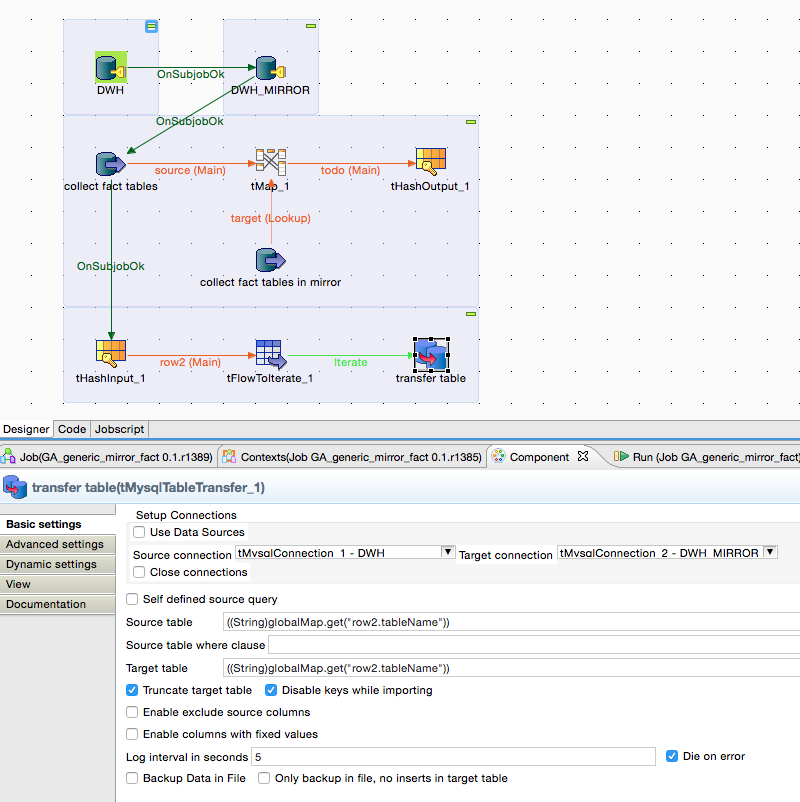 OnSubjobOk
DWH
DWH_MIRROR
OnSubjobOk
source (Main)
todo (Main)
collect fact tables
tMap_1
tHashOutput_1
target (Lookup)
OnSubjobOk
collect fact tables in mirror
row2 (Main)
Iterate
tHashInput_1
tFlowToIterate_1
transfer table
Designer Code Jobscript
Job(GA_generic_mirror_fact 0.1.r1389) Contexts(Job GA_generic_mirror_fact 0.1.r1385) Component Run (Job GA_generic_mirror_fact)
transfer table(tMysqlTableTransfer_1)
Basic settings
Advanced settings
Dynamic settings
View
Documentation
Setup Connections
Use Data Sources
Source connection tMysqlConnection_1 - DWH Target connection tMysqlConnection_2 - DWH_MIRROR
Close connections
Self defined source query
Source table ((String)globalMap.get("row2.tableName"))
Source table where clause
Target table ((String)globalMap.get("row2.tableName"))
Truncate target table Disable keys while importing
Enable exclude source columns
Enable columns with fixed values
Log interval in seconds 5 Die on error
Backup Data in File Only backup in file, no inserts in target table